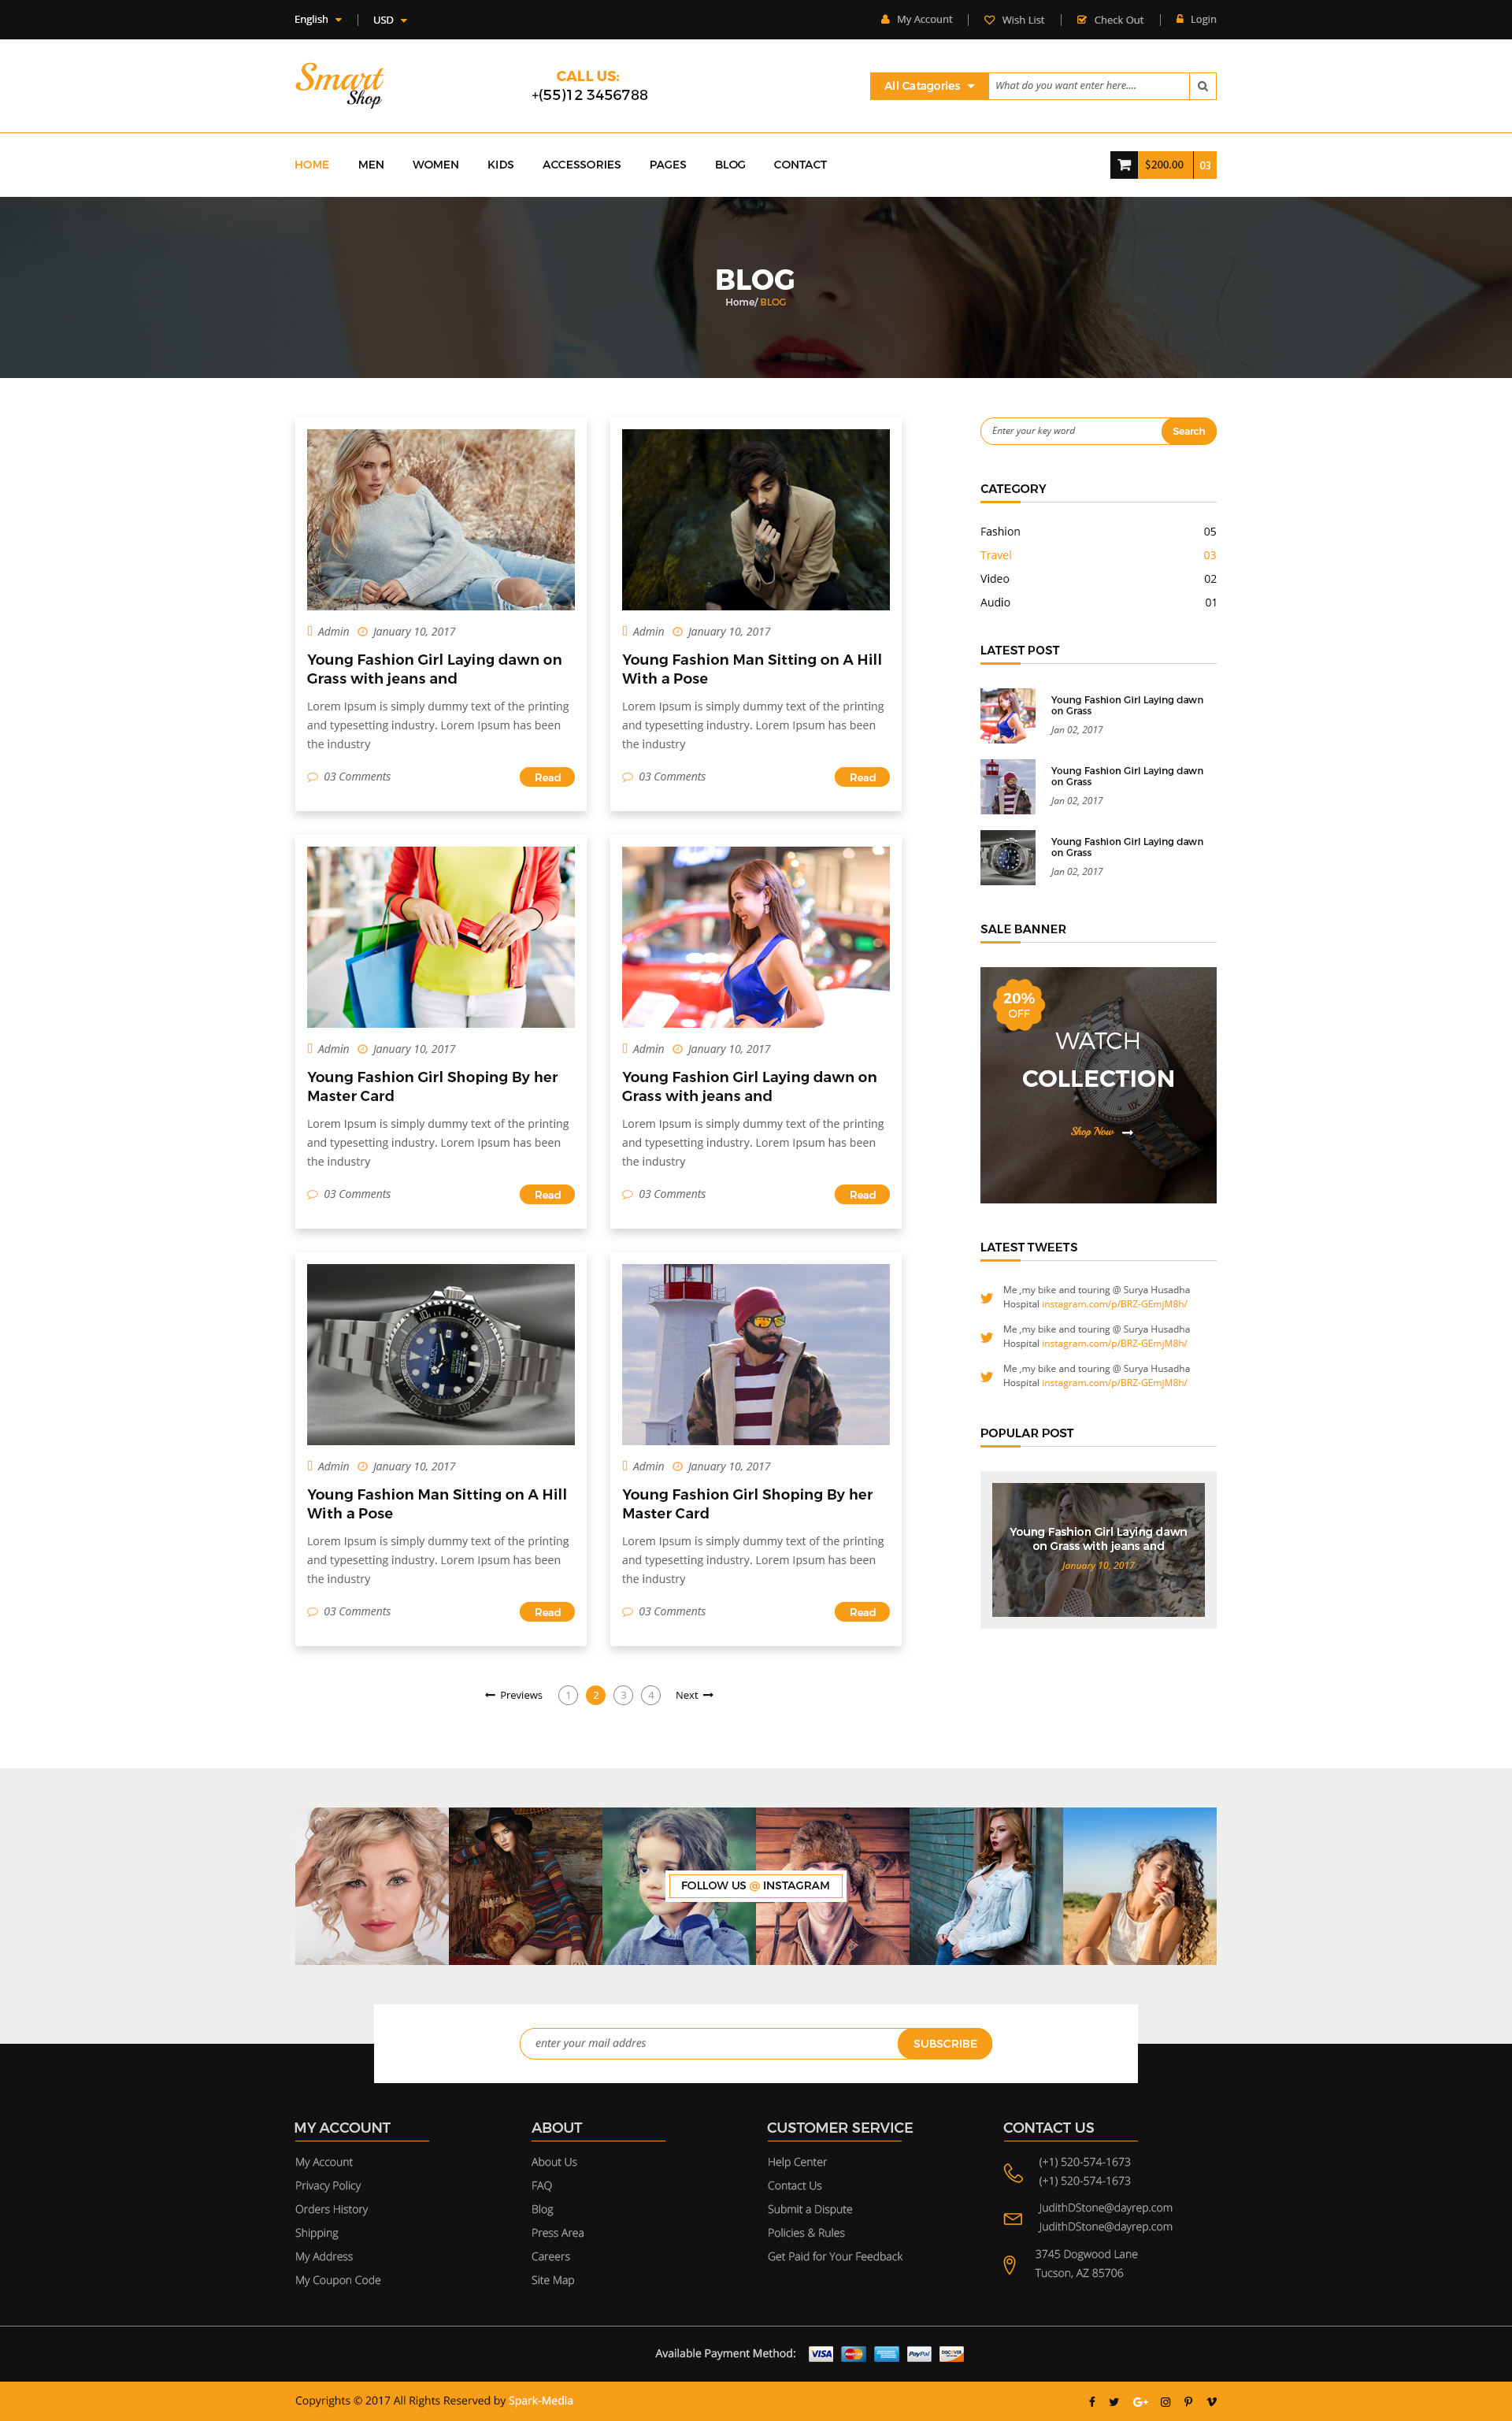 English
USD
My Account
Wish List
Check Out
Login
Smart
Shop
CALL US:
+(55)12 3456788
All Catagories
What do you want enter here....
HOME
MEN
WOMEN
KIDS
ACCESSORIES
PAGES
BLOG
CONTACT
$200.00
03
BLOG
Home/ BLOG
Admin January 10, 2017
Young Fashion Girl Laying dawn on
Grass with jeans and
Lorem Ipsum is simply dummy text of the printing
and typesetting industry. Lorem Ipsum has been
the industry
03 Comments
Read
Admin January 10, 2017
Young Fashion Man Sitting on A Hill
With a Pose
Lorem Ipsum is simply dummy text of the printing
and typesetting industry. Lorem Ipsum has been
the industry
03 Comments
Read
Admin January 10, 2017
Young Fashion Girl Shoping By her
Master Card
Lorem Ipsum is simply dummy text of the printing
and typesetting industry. Lorem Ipsum has been
the industry
03 Comments
Read
Admin January 10, 2017
Young Fashion Girl Laying dawn on
Grass with jeans and
Lorem Ipsum is simply dummy text of the printing
and typesetting industry. Lorem Ipsum has been
the industry
03 Comments
Read
Admin January 10, 2017
Young Fashion Man Sitting on A Hill
With a Pose
Lorem Ipsum is simply dummy text of the printing
and typesetting industry. Lorem Ipsum has been
the industry
03 Comments
Read
Admin January 10, 2017
Young Fashion Girl Shoping By her
Master Card
Lorem Ipsum is simply dummy text of the printing
and typesetting industry. Lorem Ipsum has been
the industry
03 Comments
Read
Previews
1
2
3
4
Next
Enter your key word
Search
CATEGORY
Fashion 05
Travel 03
Video 02
Audio 01
LATEST POST
Young Fashion Girl Laying dawn
on Grass
Jan 02, 2017
Young Fashion Girl Laying dawn
on Grass
Jan 02, 2017
Young Fashion Girl Laying dawn
on Grass
Jan 02, 2017
SALE BANNER
20%
OFF
WATCH
COLLECTION
Shop Now
LATEST TWEETS
Me ,my bike and touring @ Surya Husadha
Hospital instagram.com/p/BRZ-GEmjM8h/
Me ,my bike and touring @ Surya Husadha
Hospital instagram.com/p/BRZ-GEmjM8h/
Me ,my bike and touring @ Surya Husadha
Hospital instagram.com/p/BRZ-GEmjM8h/
POPULAR POST
Young Fashion Girl Laying dawn
on Grass with jeans and
January 10, 2017
FOLLOW US @ INSTAGRAM
enter your mail addres
SUBSCRIBE
MY ACCOUNT
My Account
Privacy Policy
Orders History
Shipping
My Address
My Coupon Code
ABOUT
About Us
FAQ
Blog
Press Area
Careers
Site Map
CUSTOMER SERVICE
Help Center
Contact Us
Submit a Dispute
Policies & Rules
Get Paid for Your Feedback
CONTACT US
(+1) 520-574-1673
(+1) 520-574-1673
JudithDStone@dayrep.com
JudithDStone@dayrep.com
3745 Dogwood Lane
Tucson, AZ 85706
Available Payment Method:
VISA
MasterCard
PayPal
DISCOVER
Copyrights © 2017 All Rights Reserved by Spark-Media